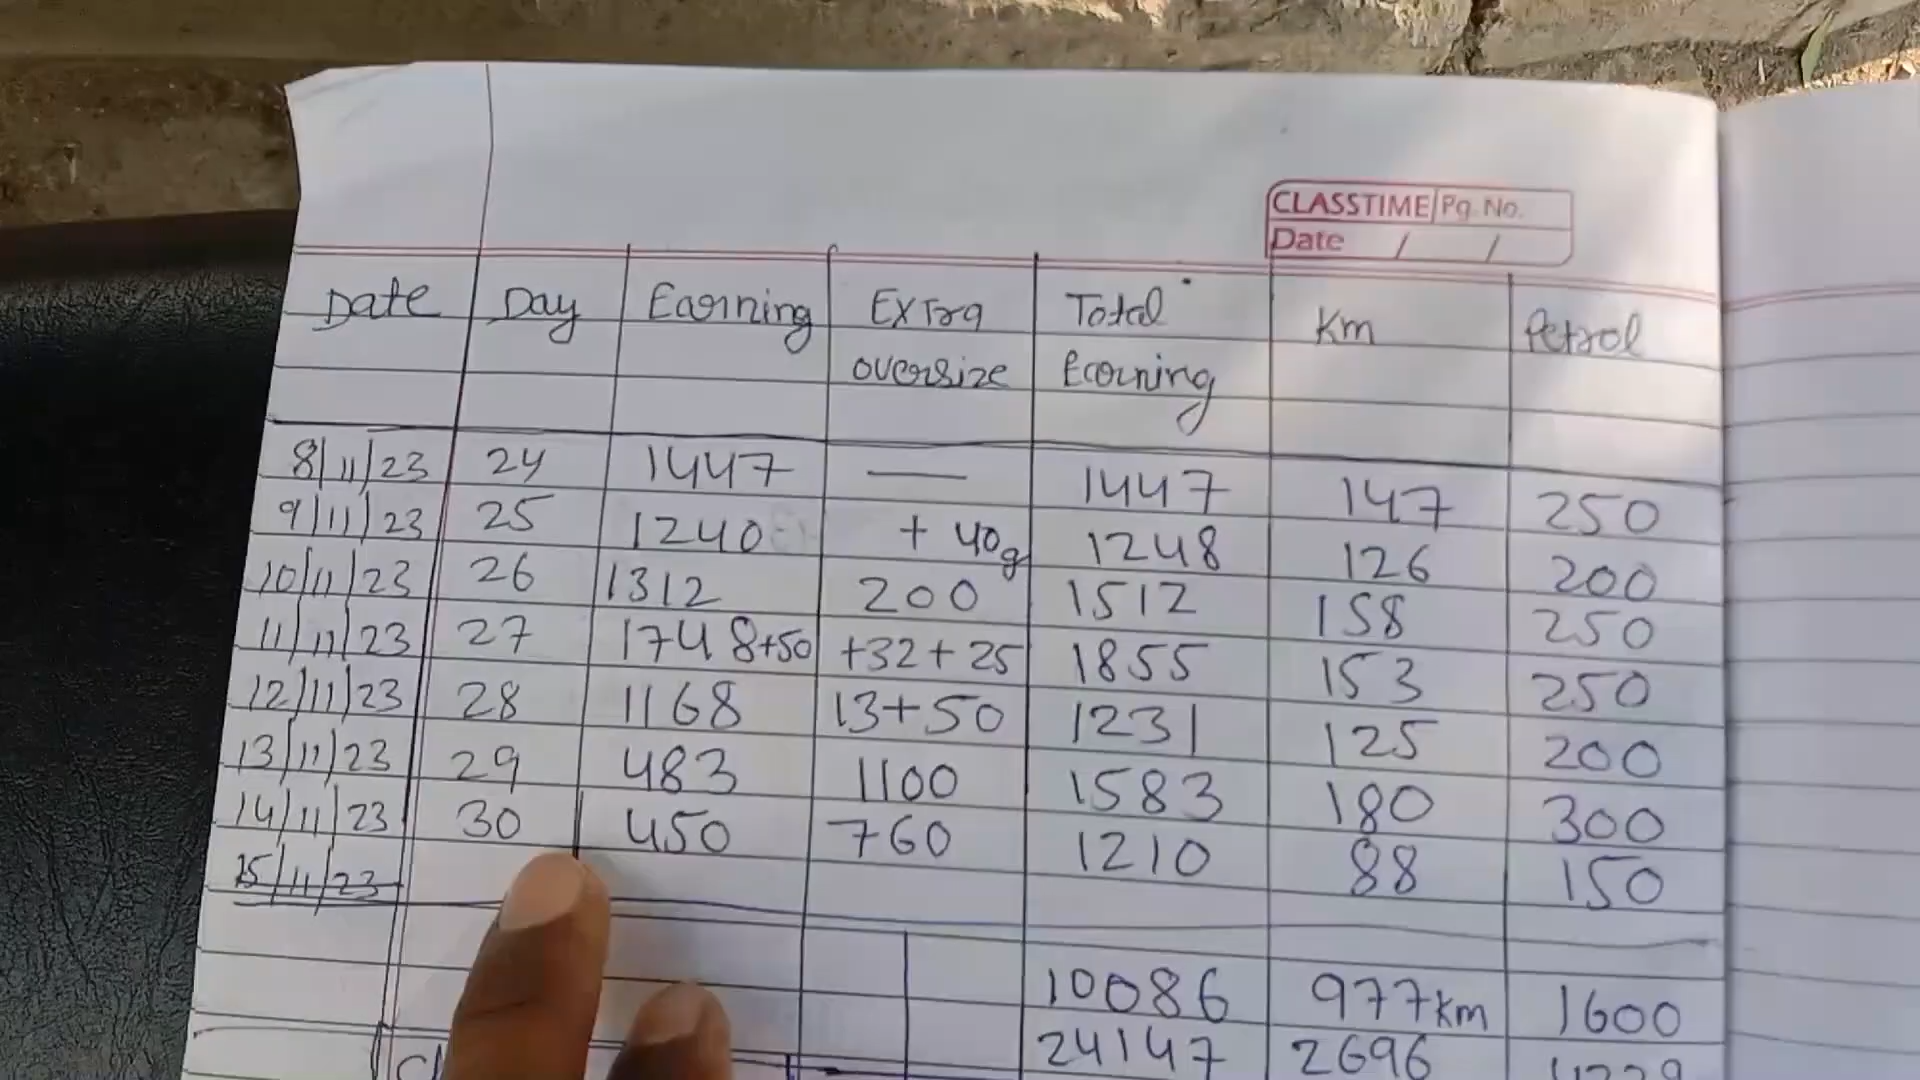 CLASSTIME Pg. No.
Date / /
Date Day Earning Extra Total Km Petrol
oversize Earning
8/11/23 24 1447 — 1447 147 250
9/11/23 25 1240 + 40g 1248 126 200
10/11/23 26 1312 200 1512 158 250
11/11/23 27 1748+50 +32+25 1855 153 250
12/11/23 28 1168 13+50 1231 125 200
13/11/23 29 483 1100 1583 180 300
14/11/23 30 450 760 1210 88 150
15/11/23
10086 977km 1600
24147 2696